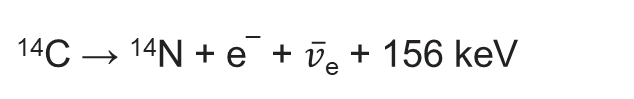 ¹⁴C → ¹⁴N + e⁻ + ν̄ₑ + 156 keV